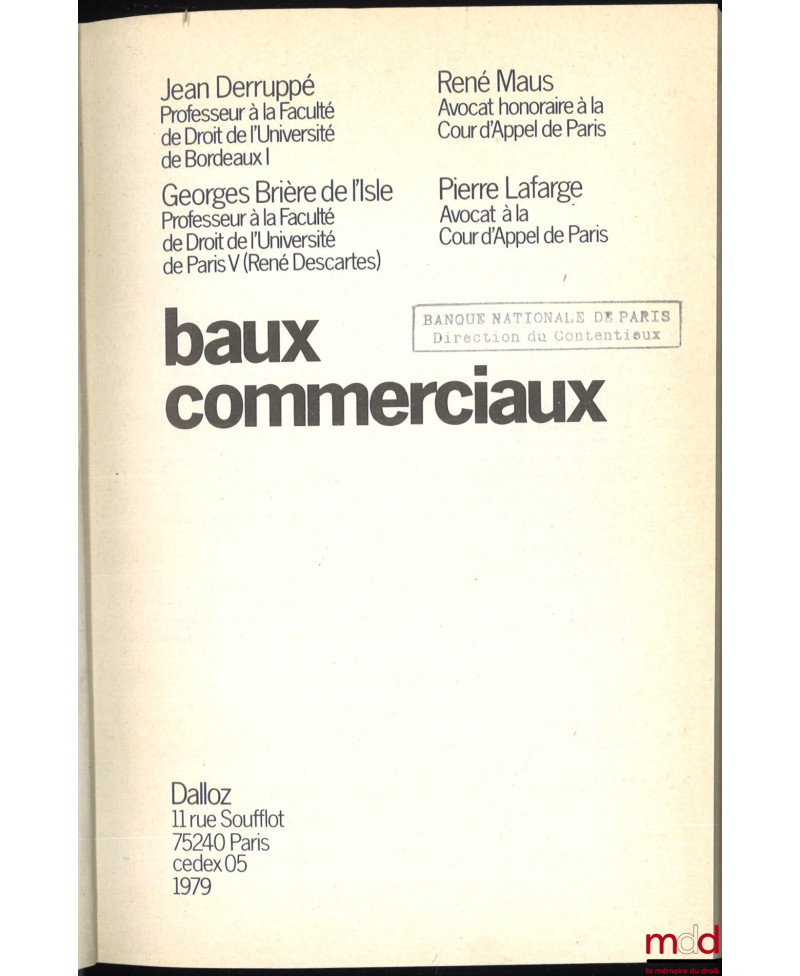 Jean Derruppé
Professeur à la Faculté
de Droit de l'Université
de Bordeaux I
René Maus
Avocat honoraire à la
Cour d'Appel de Paris
Georges Brière de l'Isle
Professeur à la Faculté
de Droit de l'Université
de Paris V (René Descartes)
Pierre Lafarge
Avocat à la
Cour d'Appel de Paris
BANQUE NATIONALE DE PARIS
Direction du Contentieux
baux
commerciaux
Dalloz
11 rue Soufflot
75240 Paris
cedex 05
1979
mdd
la mémoire du droit